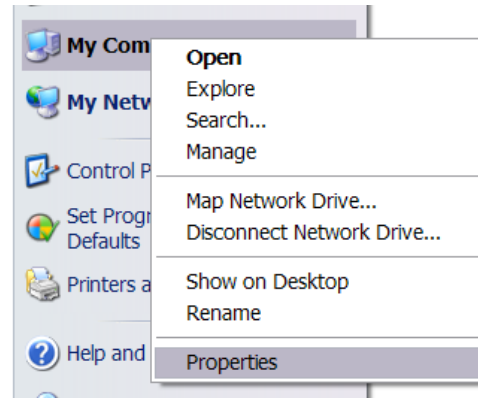 My Com
Open
Explore
My Netw
Search...
Manage
Control P
Map Network Drive...
Set Progr
Disconnect Network Drive...
Defaults
Printers a
Show on Desktop
Rename
Help and
Properties